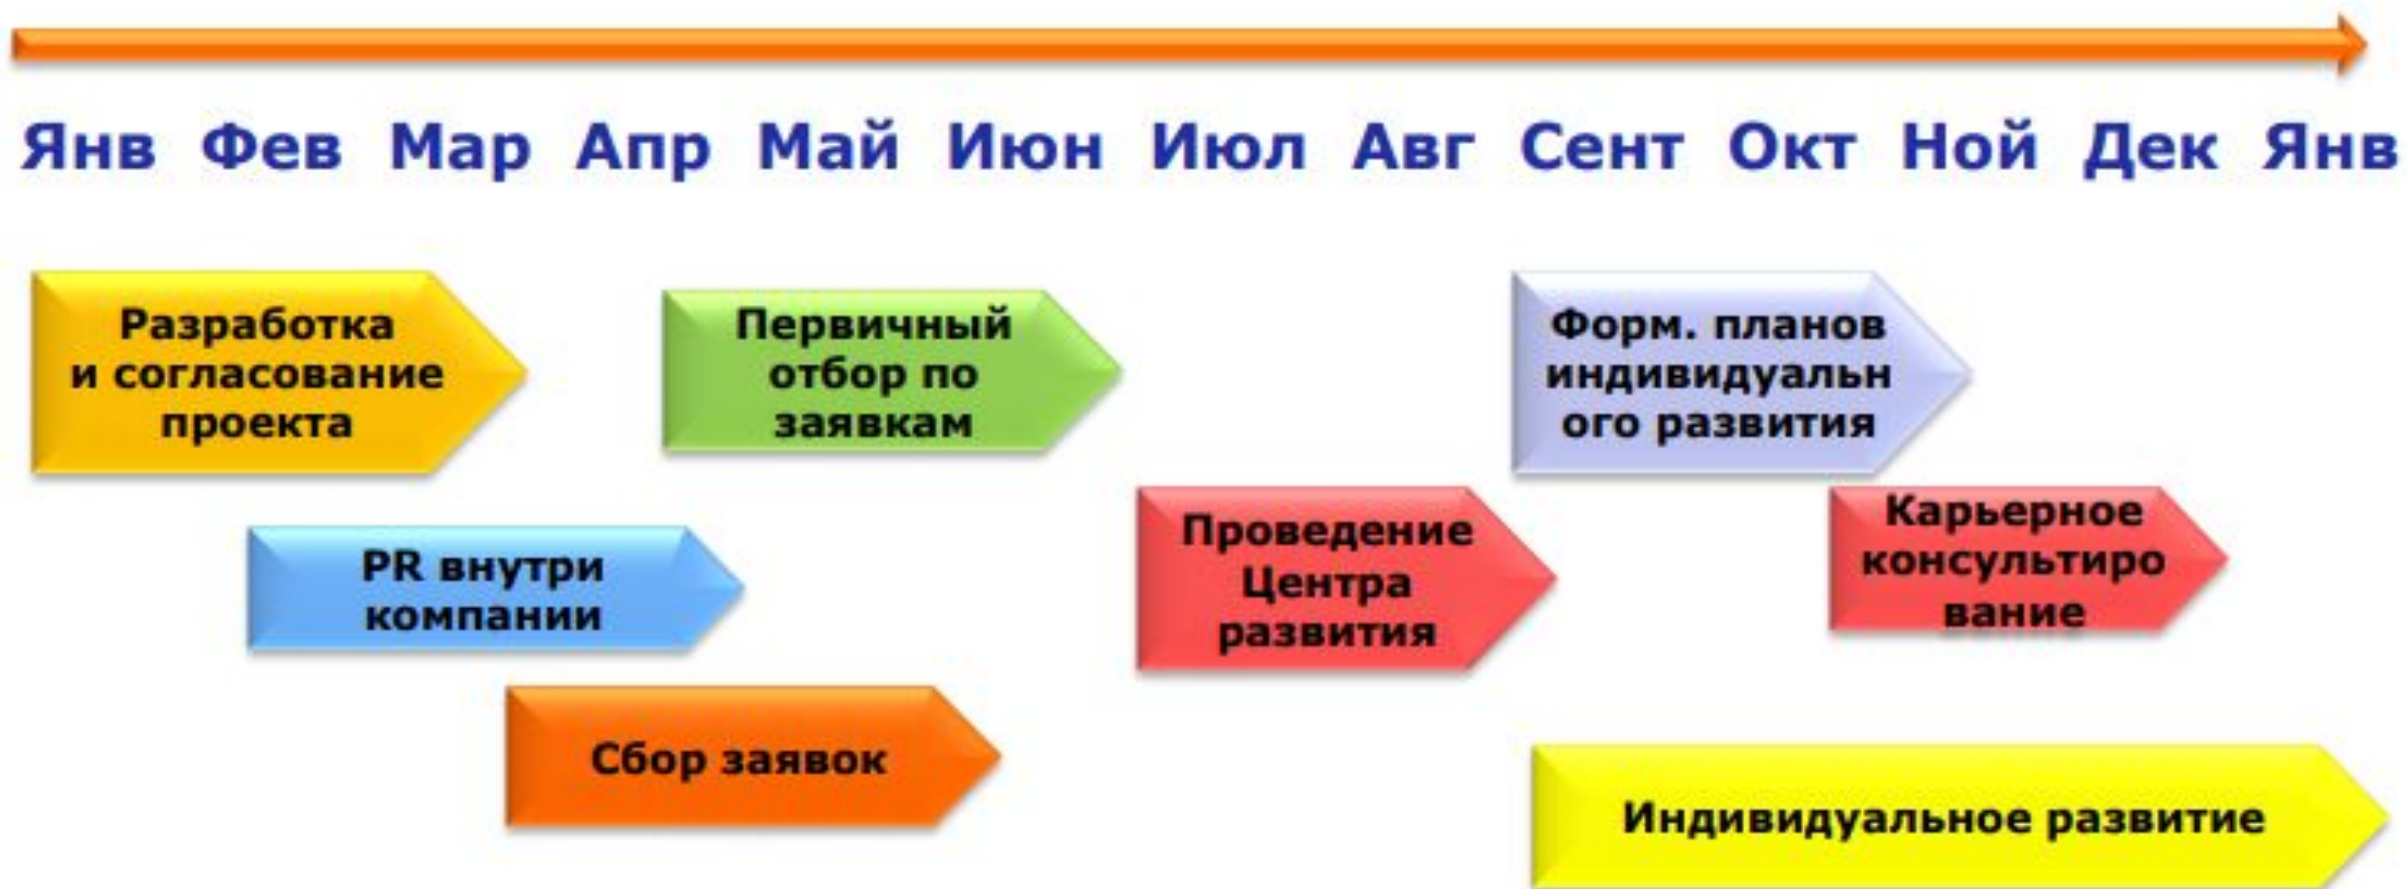 Янв Фев Мар Апр Май Июн Июл Авг Сент Окт Ной Дек Янв
Разработка
и согласование
проекта
Первичный
отбор по
заявкам
Форм. планов
индивидуальн
ого развития
PR внутри
компании
Проведение
Центра
развития
Карьерное
консультиро
вание
Сбор заявок
Индивидуальное развитие